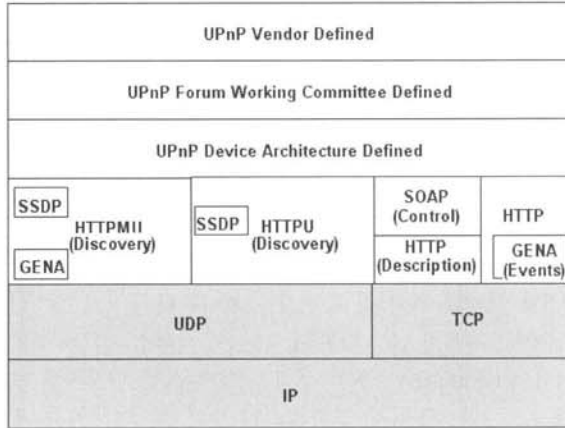 UPnP Vendor Defined
UPnP Forum Working Committee Defined
UPnP Device Architecture Defined
SSDP
HTTPMII
(Discovery)
GENA
SSDP
HTTPU
(Discovery)
SOAP
(Control)
HTTP
(Description)
HTTP
GENA
(Events)
UDP
TCP
IP